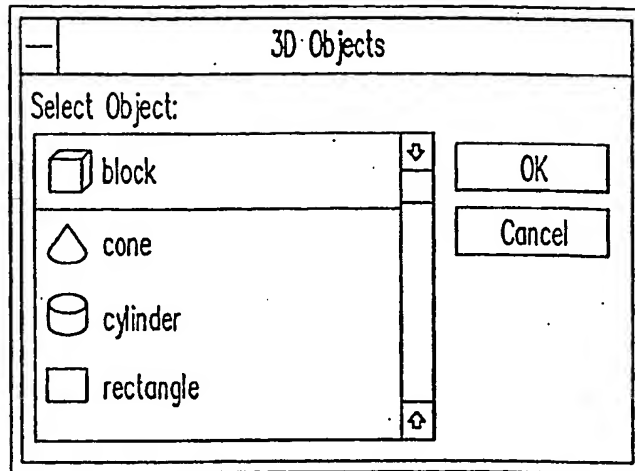 3D Objects
Select Object:
block
OK
cone
Cancel
cylinder
rectangle